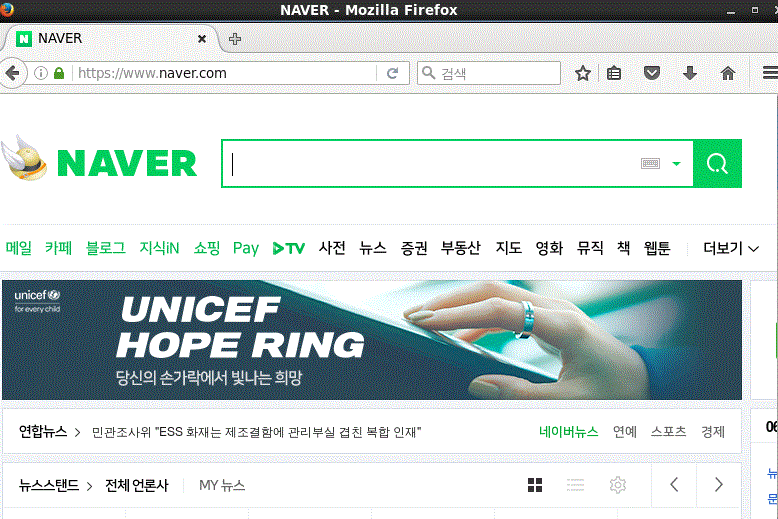 NAVER - Mozilla Firefox
NAVER
https://www.naver.com
검색
NAVER
메일 카페 블로그 지식iN 쇼핑 Pay TV 사전 뉴스 증권 부동산 지도 영화 뮤직 책 웹툰 더보기
unicef
for every child
UNICEF
HOPE RING
당신의 손가락에서 빛나는 희망
연합뉴스 > 민관조사위 "ESS 화재는 제조결함에 관리부실 겹친 복합 인재" 네이버뉴스 연예 스포츠 경제
06
뉴스스탠드 > 전체 언론사 MY 뉴스
뉴
문